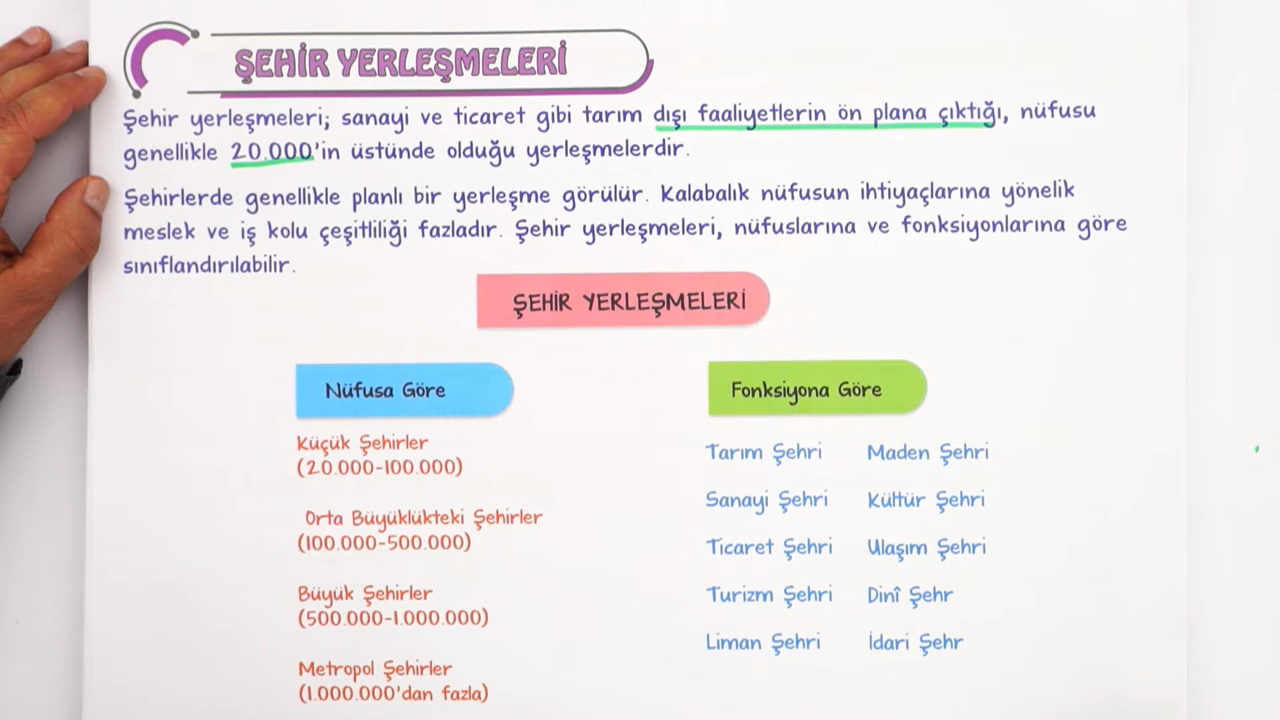 ŞEHİR YERLEŞMELERİ
Şehir yerleşmeleri; sanayi ve ticaret gibi tarım dışı faaliyetlerin ön plana çıktığı, nüfusu
genellikle 20.000'in üstünde olduğu yerleşmelerdir.
Şehirlerde genellikle planlı bir yerleşme görülür. Kalabalık nüfusun ihtiyaçlarına yönelik
meslek ve iş kolu çeşitliliği fazladır. Şehir yerleşmeleri, nüfuslarına ve fonksiyonlarına göre
sınıflandırılabilir.
ŞEHİR YERLEŞMELERİ
Nüfusa Göre
Küçük Şehirler
(20.000-100.000)
Orta Büyüklükteki Şehirler
(100.000-500.000)
Büyük Şehirler
(500.000-1.000.000)
Metropol Şehirler
(1.000.000'dan fazla)
Fonksiyona Göre
Tarım Şehri Maden Şehri
Sanayi Şehri Kültür Şehri
Ticaret Şehri Ulaşım Şehri
Turizm Şehri Dinî Şehr
Liman Şehri İdari Şehr